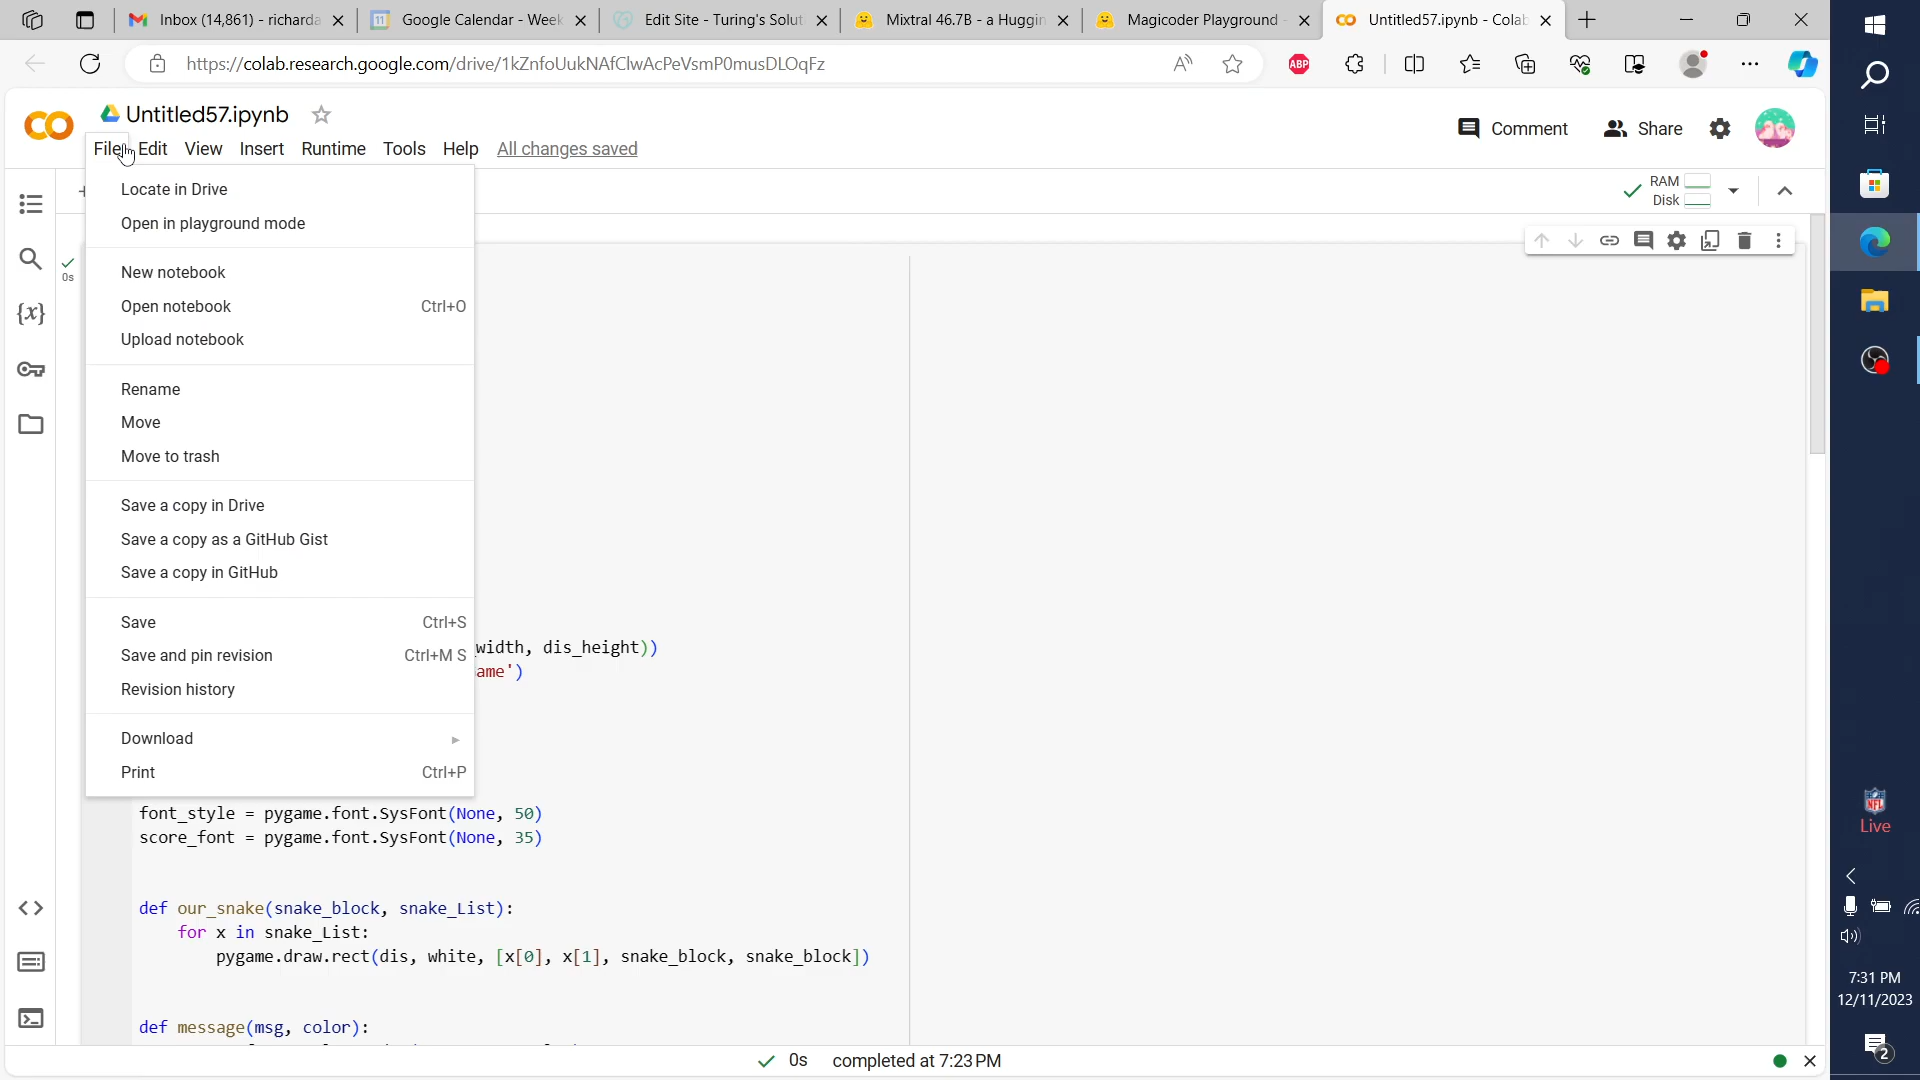 Inbox (14,861) - richarda
Google Calendar - Week
Edit Site - Turing's Solut
Mixtral 46.7B - a Huggin
Magicoder Playground -
Untitled57.ipynb - Colab
https://colab.research.google.com/drive/1kZnfoUukNAfClwAcPeVsmP0musDLOqFz
ABP
Untitled57.ipynb
File Edit View Insert Runtime Tools Help All changes saved
Comment
Share
RAM
Disk
Locate in Drive
Open in playground mode
New notebook
Open notebook Ctrl+O
Upload notebook
Rename
Move
Move to trash
Save a copy in Drive
Save a copy as a GitHub Gist
Save a copy in GitHub
Save Ctrl+S
Save and pin revision Ctrl+M S
Revision history
Download
Print Ctrl+P
0s
width, dis_height))
ame')
font_style = pygame.font.SysFont(None, 50)
score_font = pygame.font.SysFont(None, 35)
def our_snake(snake_block, snake_List):
for x in snake_List:
pygame.draw.rect(dis, white, [x[0], x[1], snake_block, snake_block])
def message(msg, color):
0s completed at 7:23 PM
NFL
Live
7:31 PM
12/11/2023
2